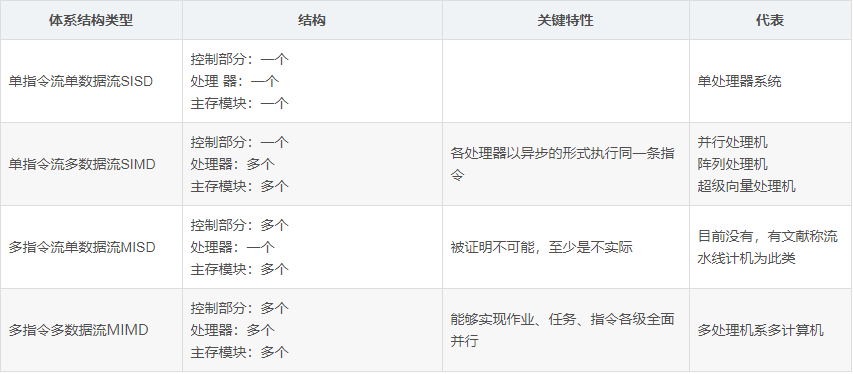 体系结构类型 结构 关键特性 代表
单指令流单数据流SISD
控制部分：一个
处理 器：一个
主存模块：一个
单处理器系统
单指令流多数据流SIMD
控制部分：一个
处理器：多个
主存模块：多个
各处理器以异步的形式执行同一条指
令
并行处理机
阵列处理机
超级向量处理机
多指令流单数据流MISD
控制部分：多个
处理器：一个
主存模块：多个
被证明不可能，至少是不实际
目前没有，有文献称流
水线计机为此类
多指令多数据流MIMD
控制部分：多个
处理器：多个
主存模块：多个
能够实现作业、任务、指令各级全面
并行
多处理机系多计算机